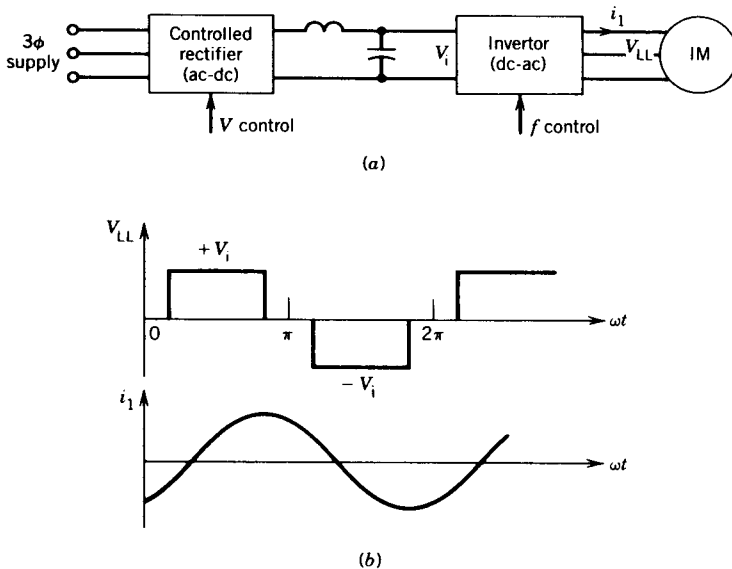 3ϕ
supply
Controlled
rectifier
(ac-dc)
V control
V_i
Invertor
(dc-ac)
f control
i_1
V_LL
IM
(a)
V_LL
+ V_i
0
π
2π
ωt
− V_i
i_1
ωt
(b)